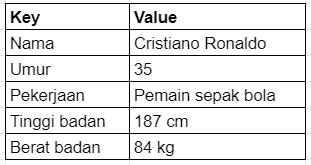 Key Value
Nama Cristiano Ronaldo
Umur 35
Pekerjaan Pemain sepak bola
Tinggi badan 187 cm
Berat badan 84 kg